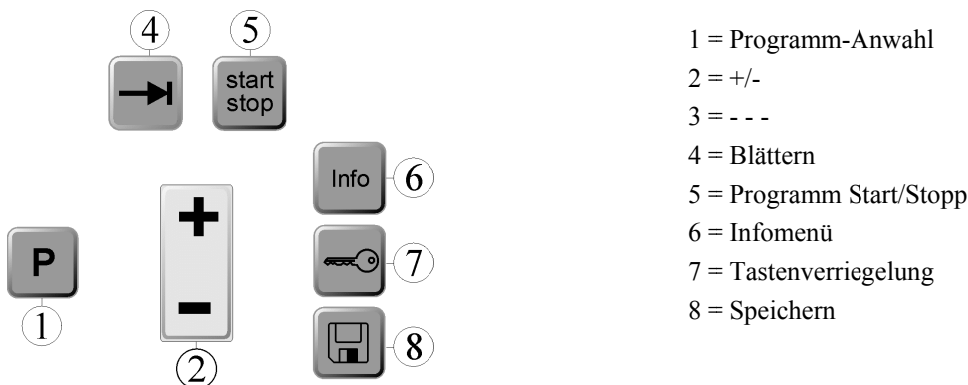 4
5
start
stop
Info
6
P
+
7
1
-
2
8
1 = Programm-Anwahl
2 = +/-
3 = - - -
4 = Blättern
5 = Programm Start/Stopp
6 = Infomenü
7 = Tastenverriegelung
8 = Speichern